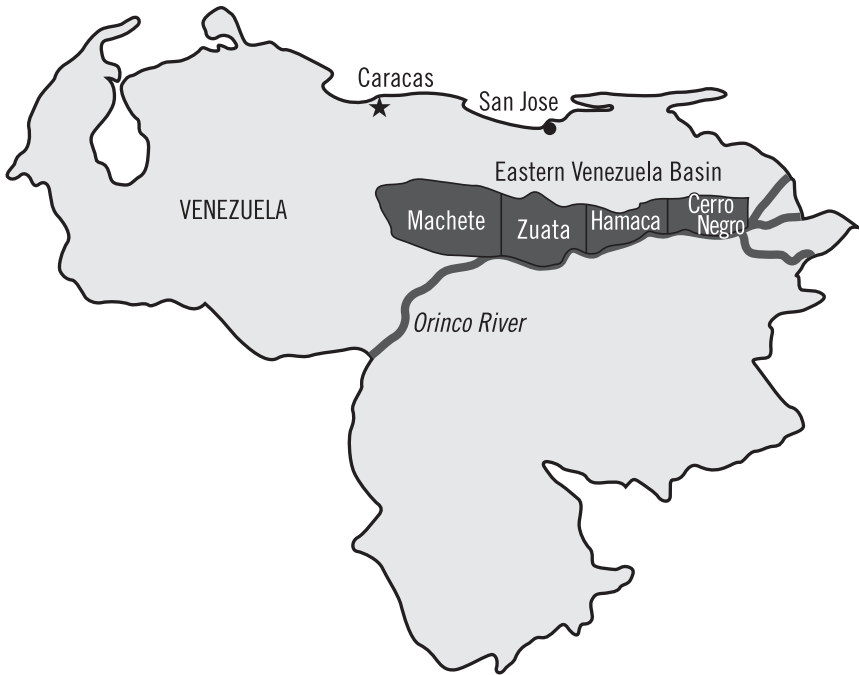 Caracas
San Jose
Eastern Venezuela Basin
VENEZUELA
Machete
Zuata
Hamaca
Cerro
Negro
Orinco River